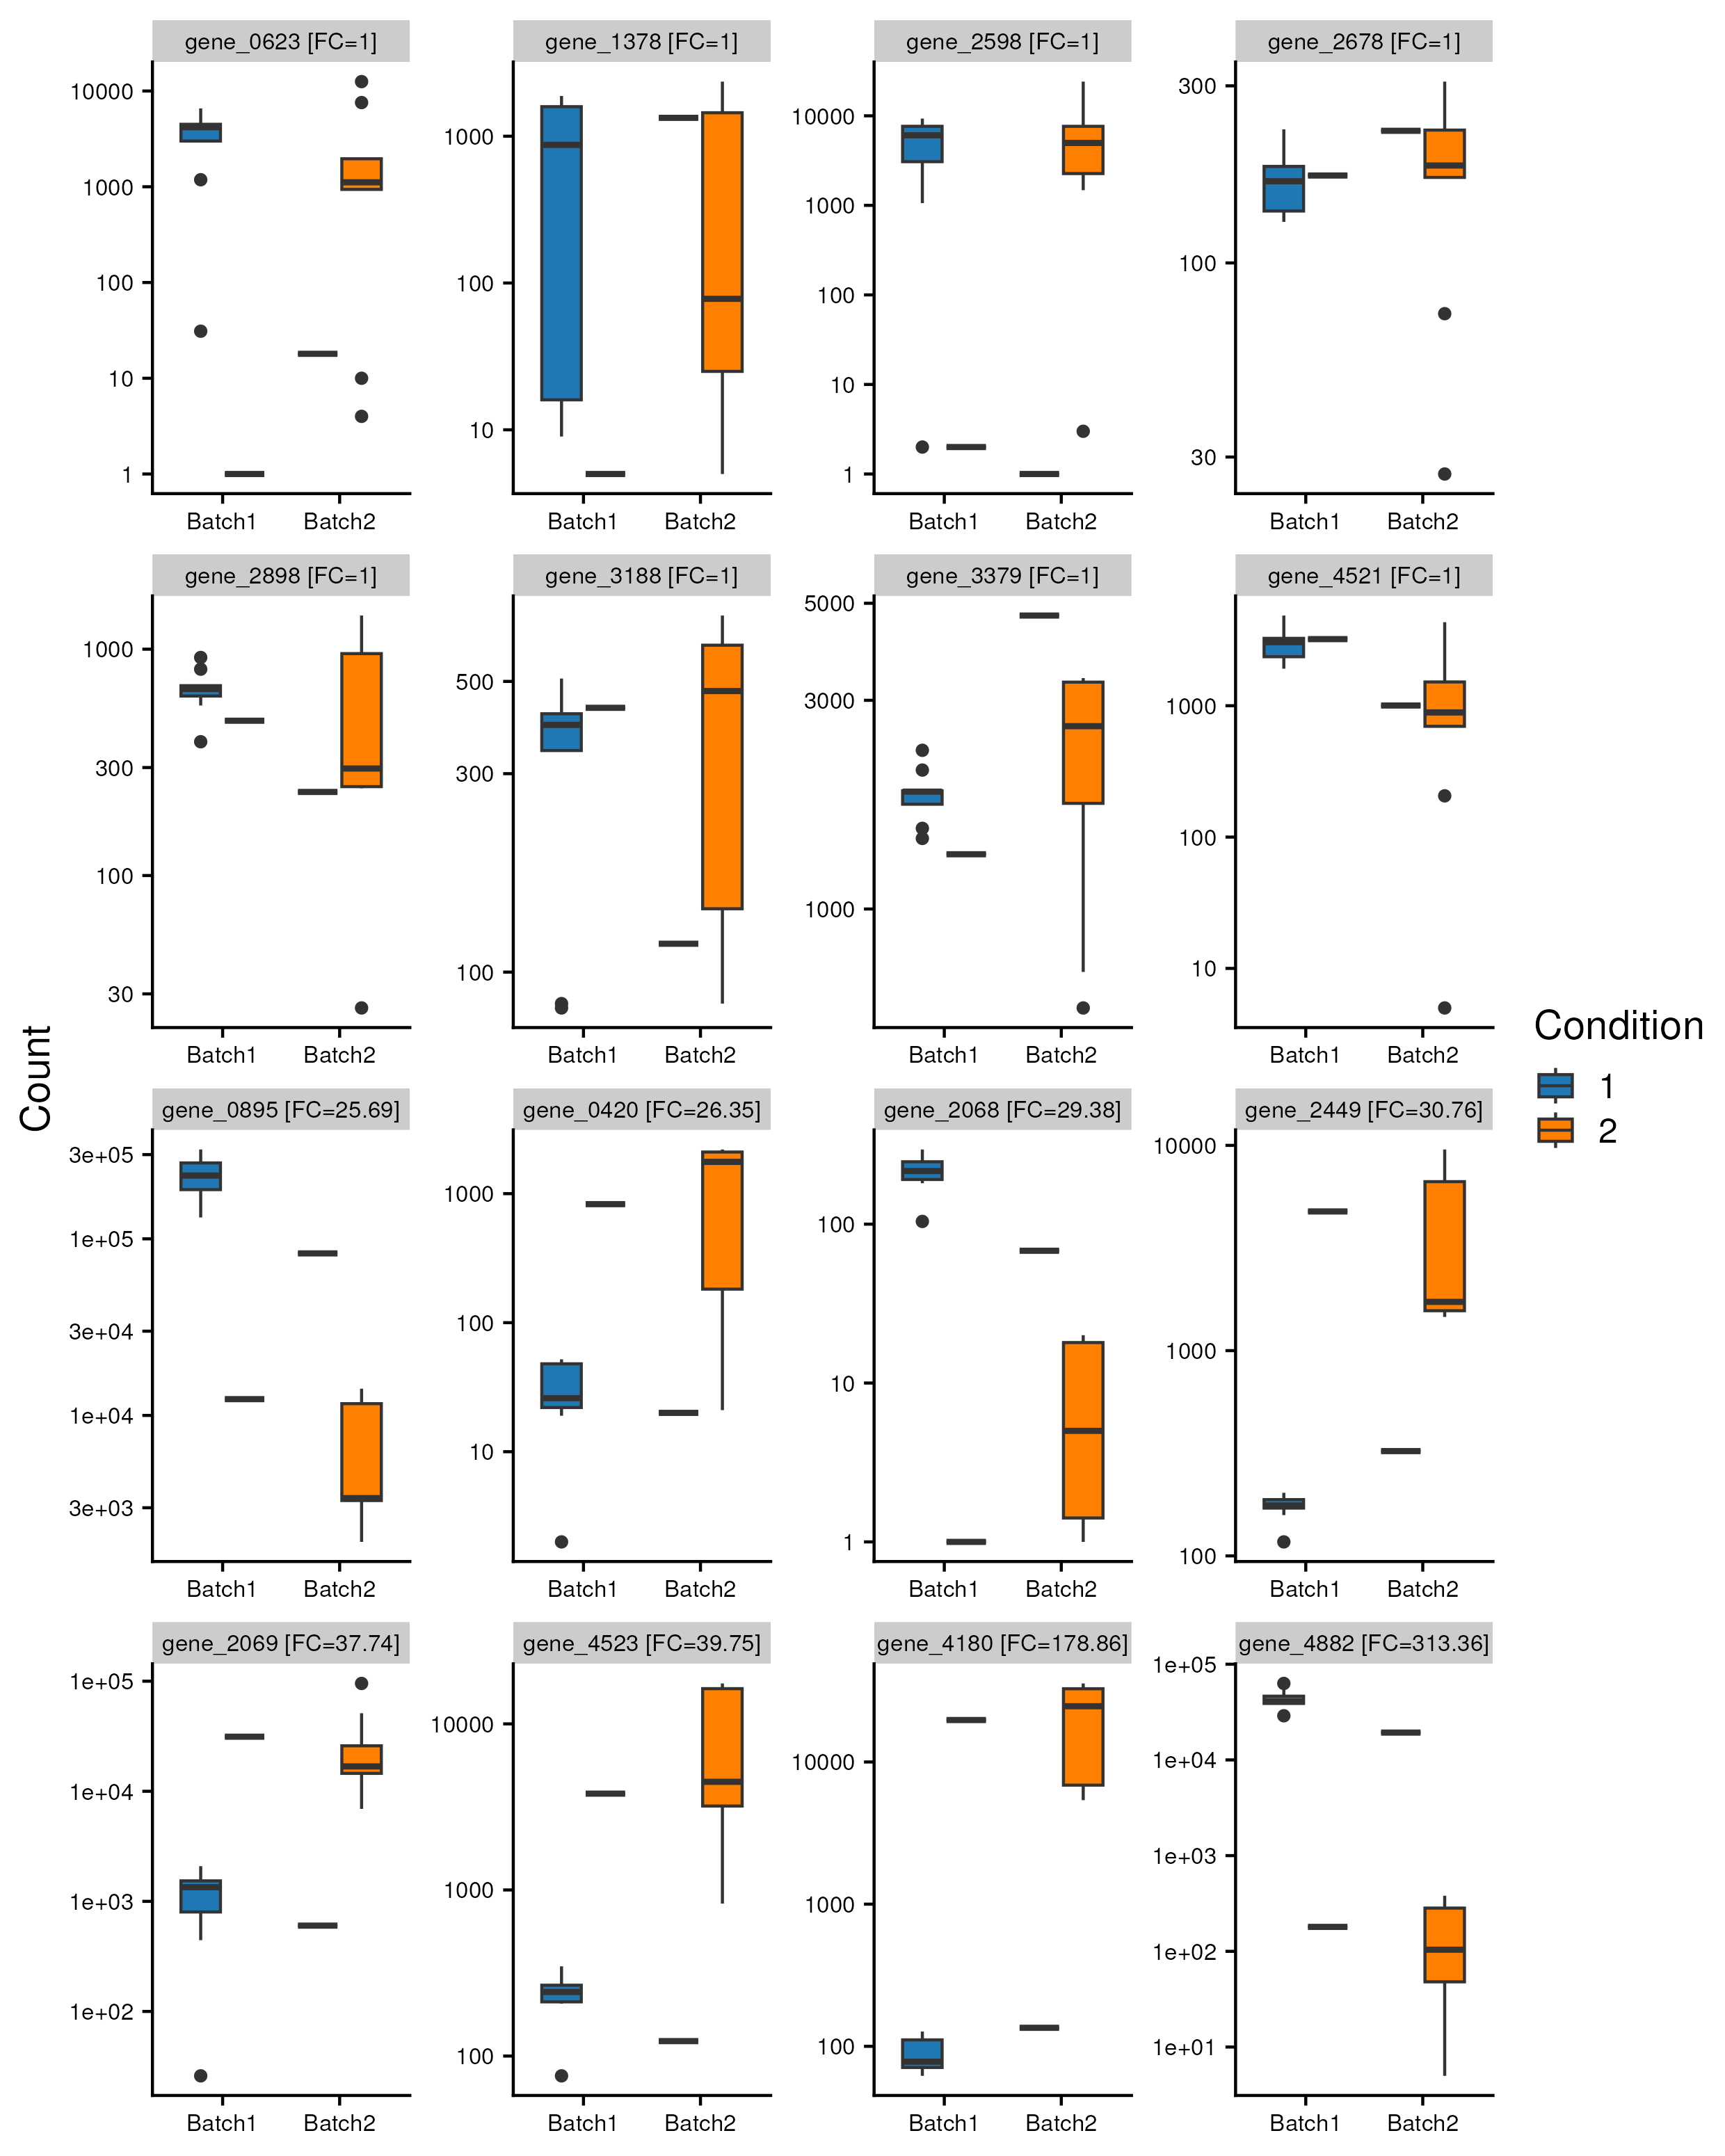 gene_0623 [FC=1]
gene_1378 [FC=1]
gene_2598 [FC=1]
gene_2678 [FC=1]
10000
1000
100
10
1
1000
100
10
10000
1000
100
10
1
300
100
30
Batch1
Batch2
Batch1
Batch2
Batch1
Batch2
Batch1
Batch2
gene_2898 [FC=1]
gene_3188 [FC=1]
gene_3379 [FC=1]
gene_4521 [FC=1]
1000
300
100
30
500
300
100
5000
3000
1000
1000
100
10
Batch1
Batch2
Batch1
Batch2
Batch1
Batch2
Batch1
Batch2
Count
Condition
1
2
gene_0895 [FC=25.69]
gene_0420 [FC=26.35]
gene_2068 [FC=29.38]
gene_2449 [FC=30.76]
3e+05
1e+05
3e+04
1e+04
3e+03
1000
100
10
100
10
1
10000
1000
100
Batch1
Batch2
Batch1
Batch2
Batch1
Batch2
Batch1
Batch2
gene_2069 [FC=37.74]
gene_4523 [FC=39.75]
gene_4180 [FC=178.86]
gene_4882 [FC=313.36]
1e+05
1e+04
1e+03
1e+02
10000
1000
100
10000
1000
100
1e+05
1e+04
1e+03
1e+02
1e+01
Batch1
Batch2
Batch1
Batch2
Batch1
Batch2
Batch1
Batch2